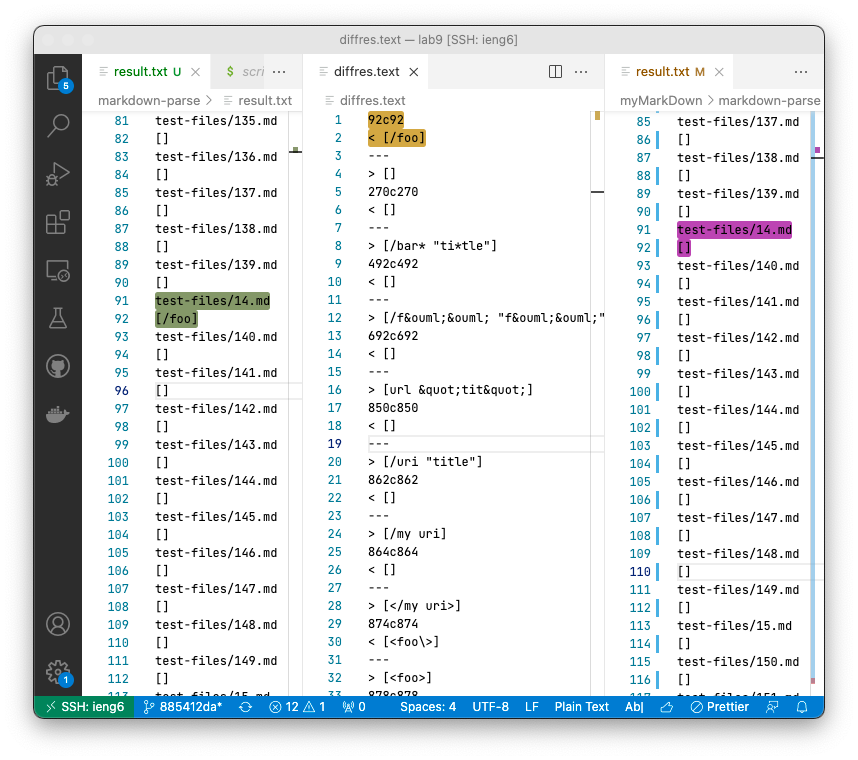 diffres.text — lab9 [SSH: ieng6]
result.txt U
$ scri
markdown-parse > result.txt
81 test-files/135.md
82 []
83 test-files/136.md
84 []
85 test-files/137.md
86 []
87 test-files/138.md
88 []
89 test-files/139.md
90 []
91 test-files/14.md
92 [/foo]
93 test-files/140.md
94 []
95 test-files/141.md
96 []
97 test-files/142.md
98 []
99 test-files/143.md
100 []
101 test-files/144.md
102 []
103 test-files/145.md
104 []
105 test-files/146.md
106 []
107 test-files/147.md
108 []
109 test-files/148.md
110 []
111 test-files/149.md
112 []
113 test-files/15.md
diffres.text
diffres.text
1 92c92
2 < [/foo]
3 ---
4 > []
5 270c270
6 < []
7 ---
8 > [/bar* "ti*tle"]
9 492c492
10 < []
11 ---
12 > [/f&ouml;&ouml; "f&ouml;&ouml;"
13 692c692
14 < []
15 ---
16 > [url &quot;tit&quot;]
17 850c850
18 < []
19 ---
20 > [/uri "title"]
21 862c862
22 < []
23 ---
24 > [/my uri]
25 864c864
26 < []
27 ---
28 > [</my uri>]
29 874c874
30 < [<foo\>]
31 ---
32 > [<foo>]
33 878c878
result.txt M
myMarkDown > markdown-parse
85 test-files/137.md
86 []
87 test-files/138.md
88 []
89 test-files/139.md
90 []
91 test-files/14.md
92 []
93 test-files/140.md
94 []
95 test-files/141.md
96 []
97 test-files/142.md
98 []
99 test-files/143.md
100 []
101 test-files/144.md
102 []
103 test-files/145.md
104 []
105 test-files/146.md
106 []
107 test-files/147.md
108 []
109 test-files/148.md
110 []
111 test-files/149.md
112 []
113 test-files/15.md
114 []
115 test-files/150.md
116 []
117 test-files/151.md
5
1
SSH: ieng6 885412da* 12 1 0 Spaces: 4 UTF-8 LF Plain Text Ab| Prettier